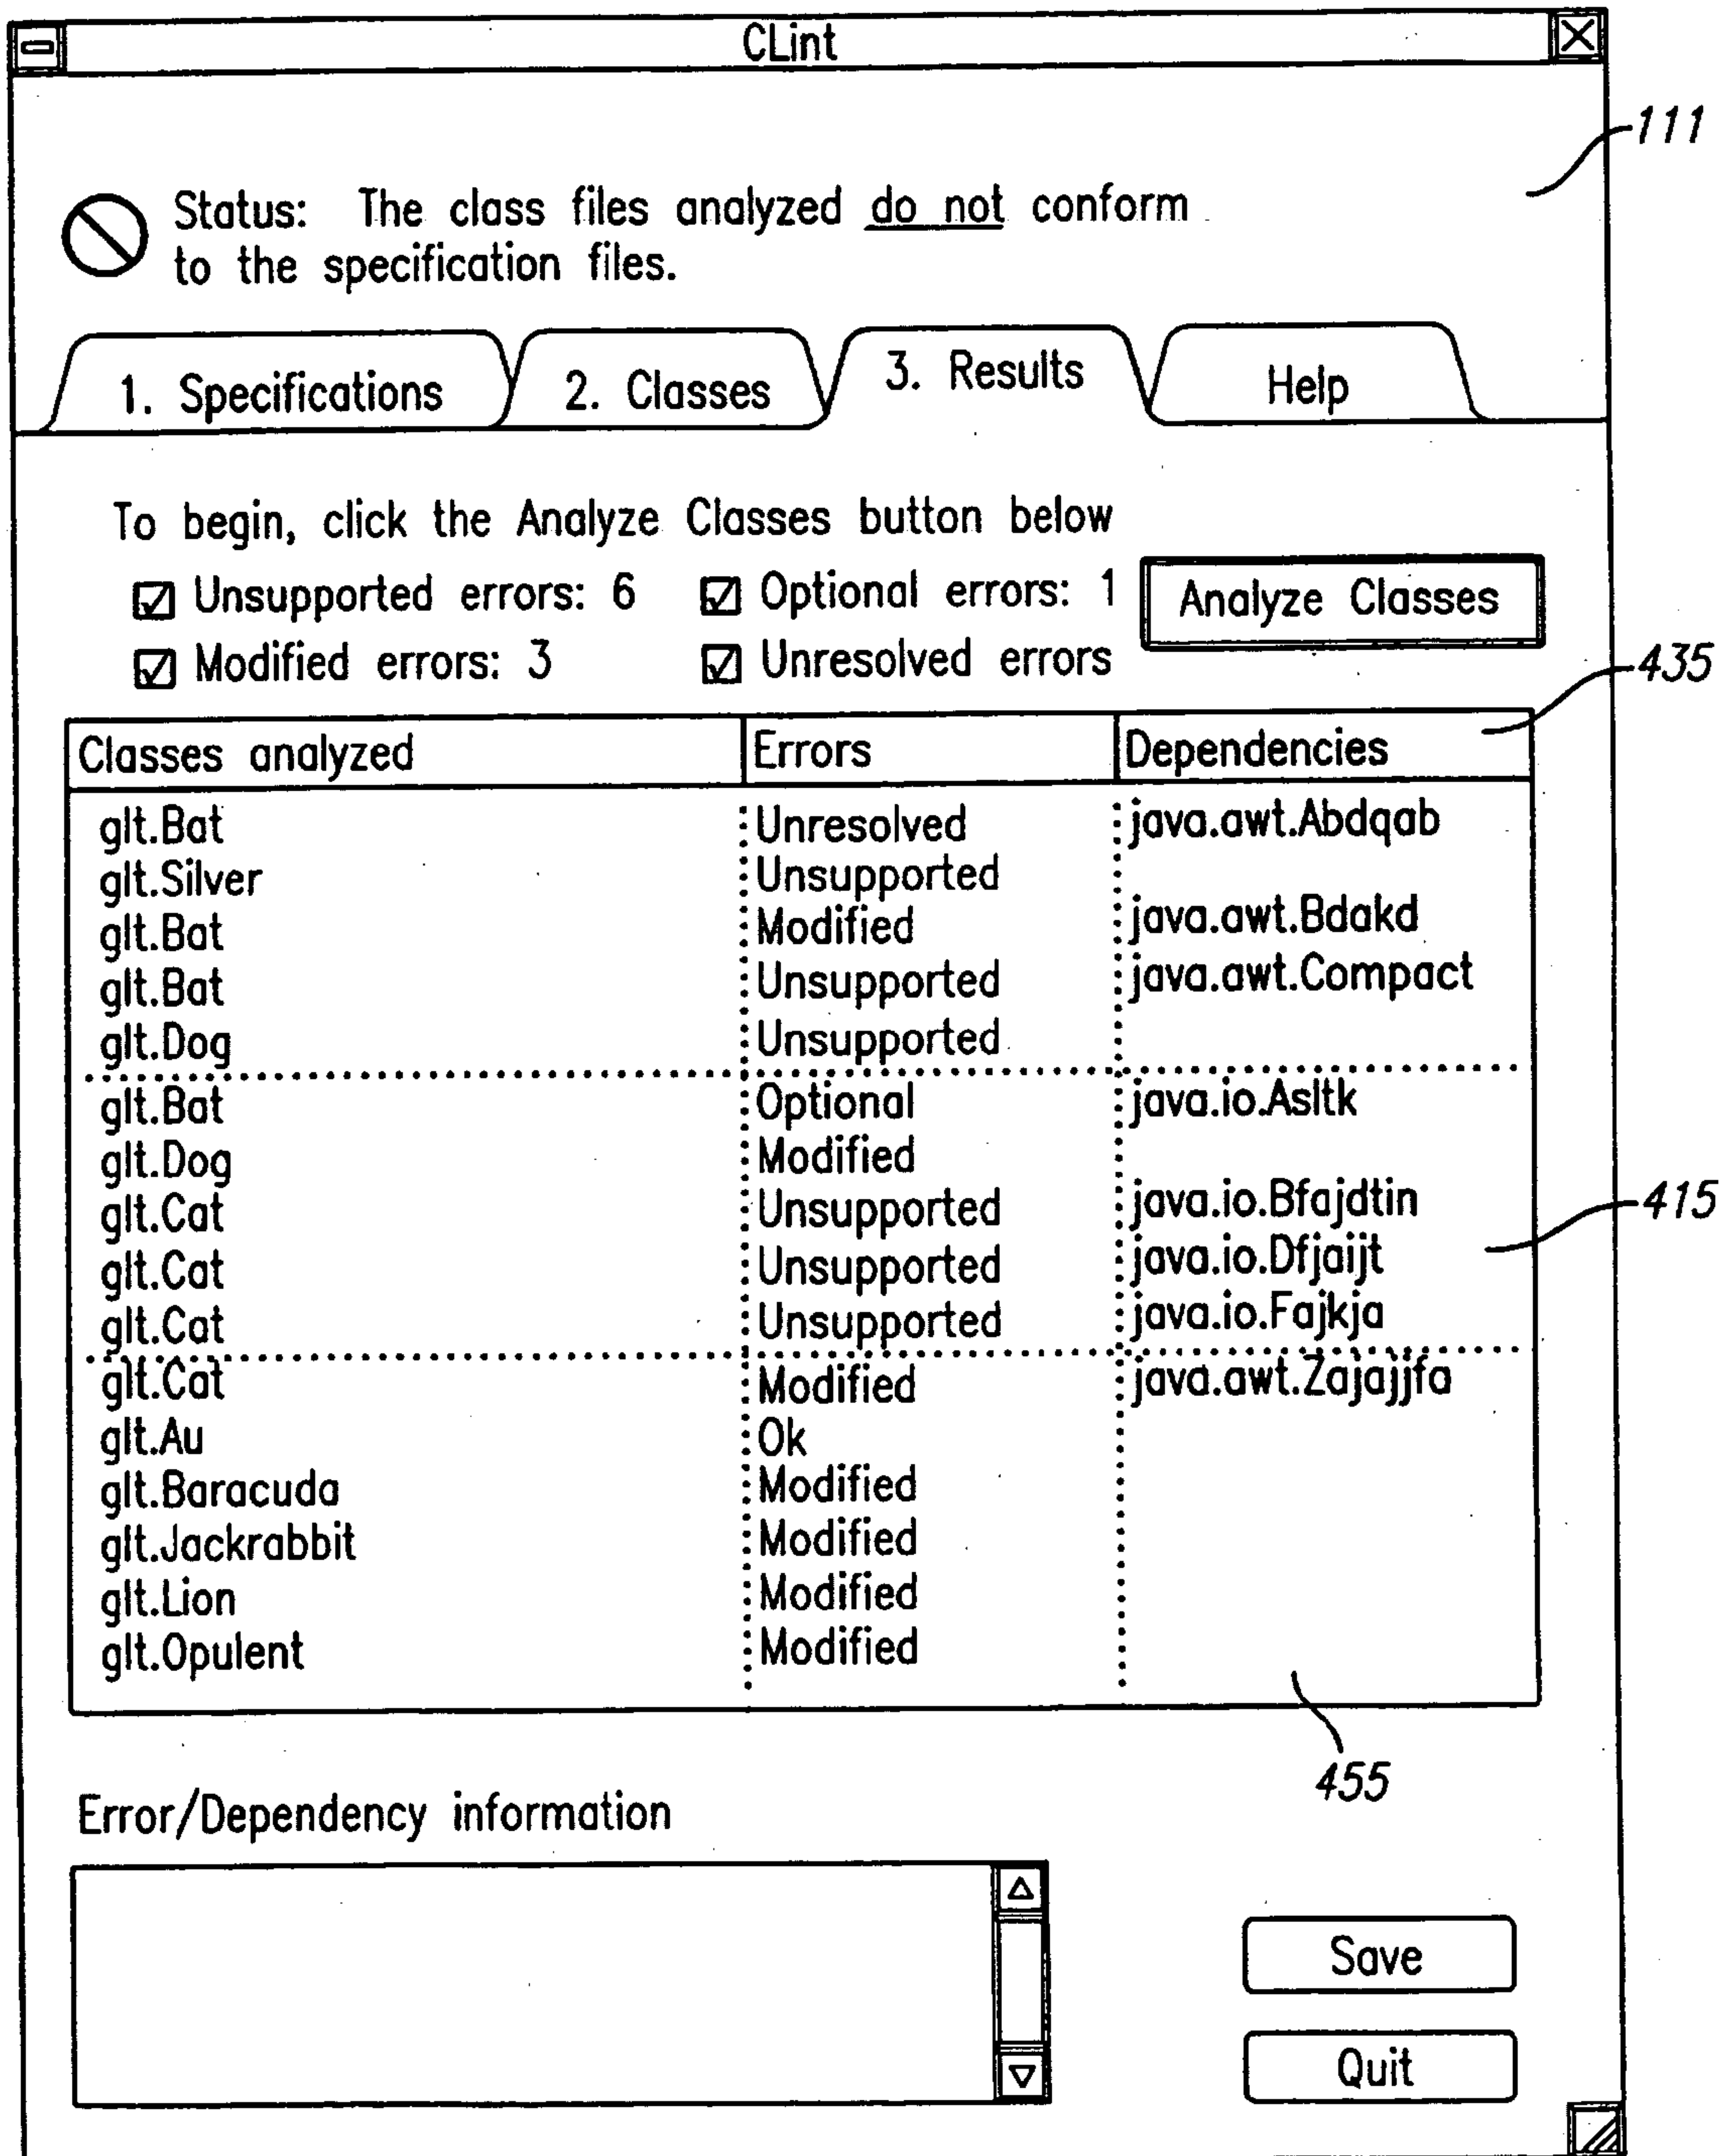 CLint
111
Status: The class files analyzed do not conform
to the specification files.
1. Specifications 2. Classes 3. Results Help
To begin, click the Analyze Classes button below
Unsupported errors: 6 Optional errors: 1 Analyze Classes
Modified errors: 3 Unresolved errors
435
Classes analyzed Errors Dependencies
glt.Bat Unresolved java.awt.Abdqab
glt.Silver Unsupported
glt.Bat Modified java.awt.Bdakd
glt.Bat Unsupported java.awt.Compact
glt.Dog Unsupported
glt.Bat Optional java.io.Asltk
glt.Dog Modified
glt.Cat Unsupported java.io.Bfajdtin
415
glt.Cat Unsupported java.io.Dfjaijt
glt.Cat Unsupported java.io.Fajkja
glt.Cat Modified java.awt.Zajajjfa
glt.Au Ok
glt.Baracuda Modified
glt.Jackrabbit Modified
glt.Lion Modified
glt.Opulent Modified
455
Error/Dependency information
Save
Quit